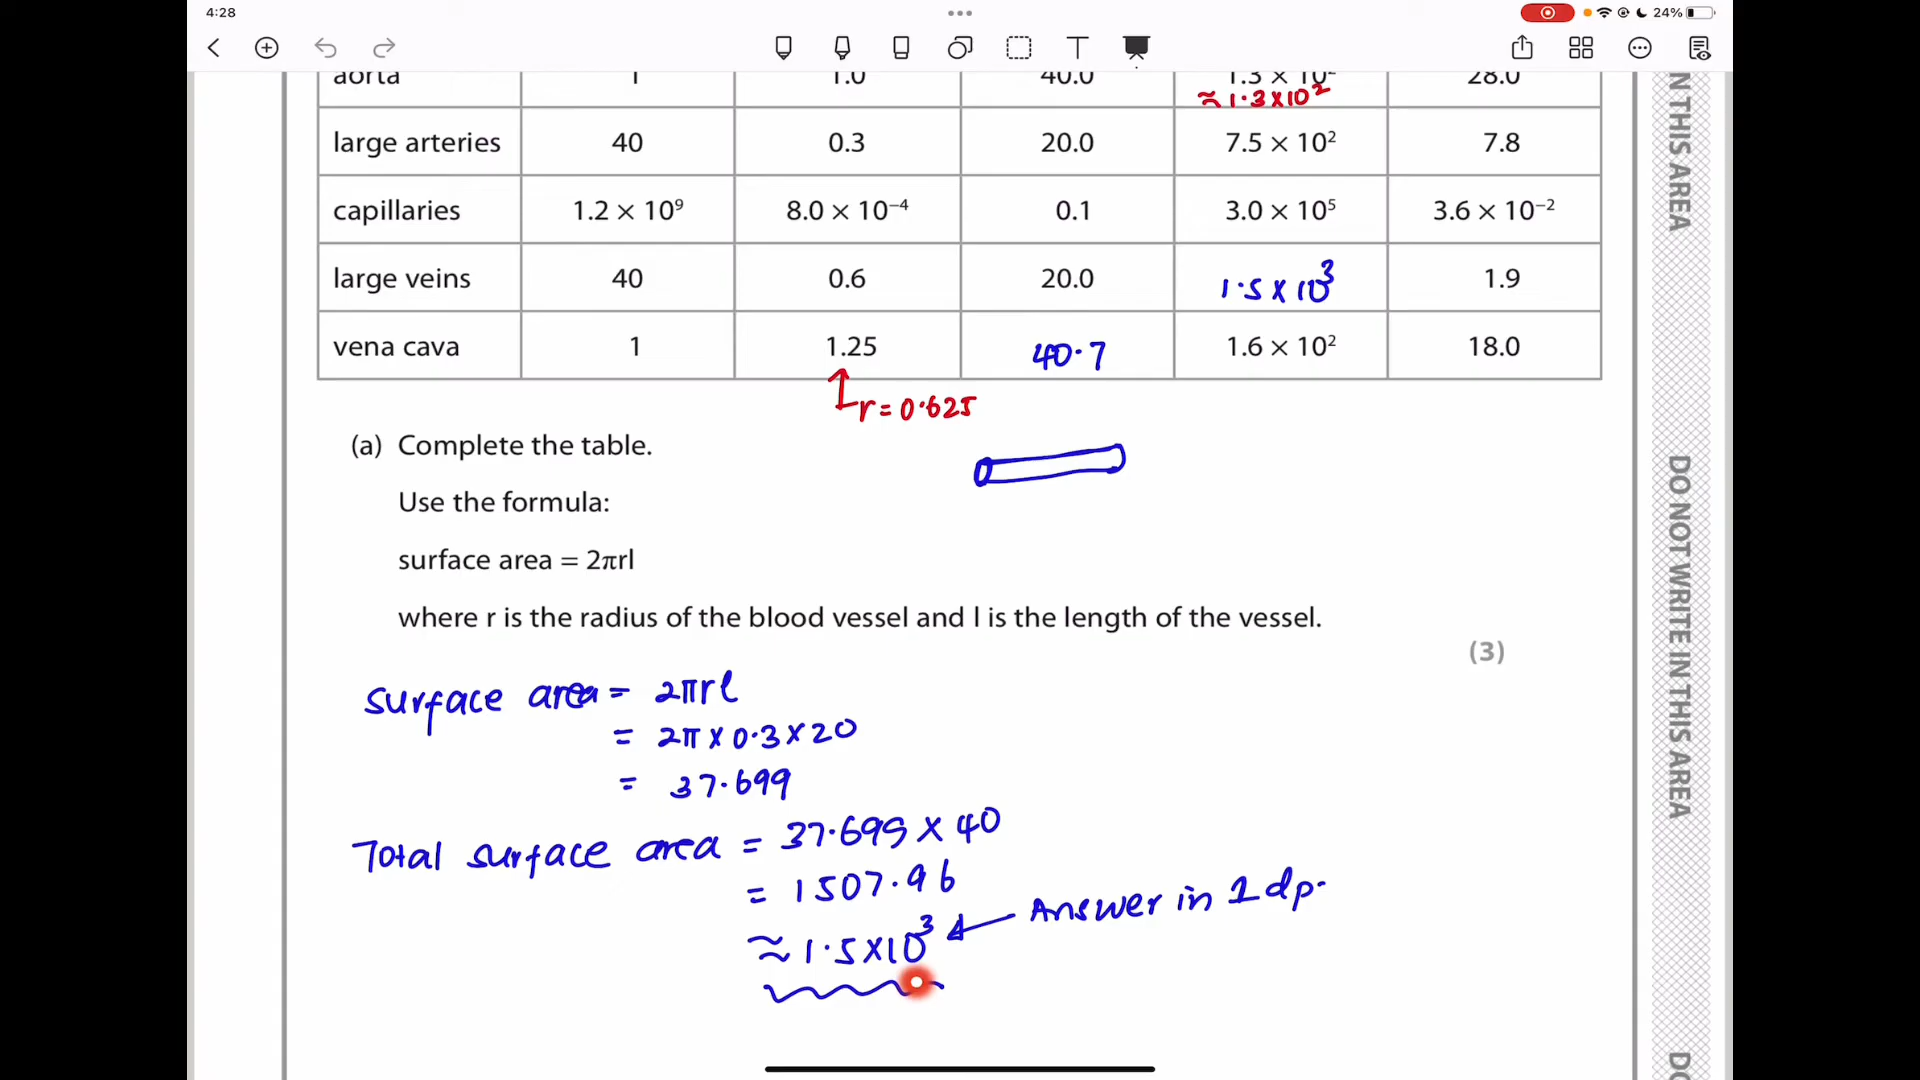 4:28
24%
aorta 1 1.0 40.0 1.3 × 10² 28.0
≈ 1.3×10²
large arteries 40 0.3 20.0 7.5 × 10² 7.8
capillaries 1.2 × 10⁹ 8.0 × 10⁻⁴ 0.1 3.0 × 10⁵ 3.6 × 10⁻²
large veins 40 0.6 20.0 1.5×10³ 1.9
vena cava 1 1.25 40.7 1.6 × 10² 18.0
r = 0.625
(a) Complete the table.
Use the formula:
surface area = 2πrl
where r is the radius of the blood vessel and l is the length of the vessel.
(3)
surface area = 2πrl
= 2π × 0.3 × 20
= 37.699
Total surface area = 37.699 × 40
= 1507.96
≈ 1.5×10³ Answer in 1 dp.
N THIS AREA
DO NOT WRITE IN THIS AREA
DO